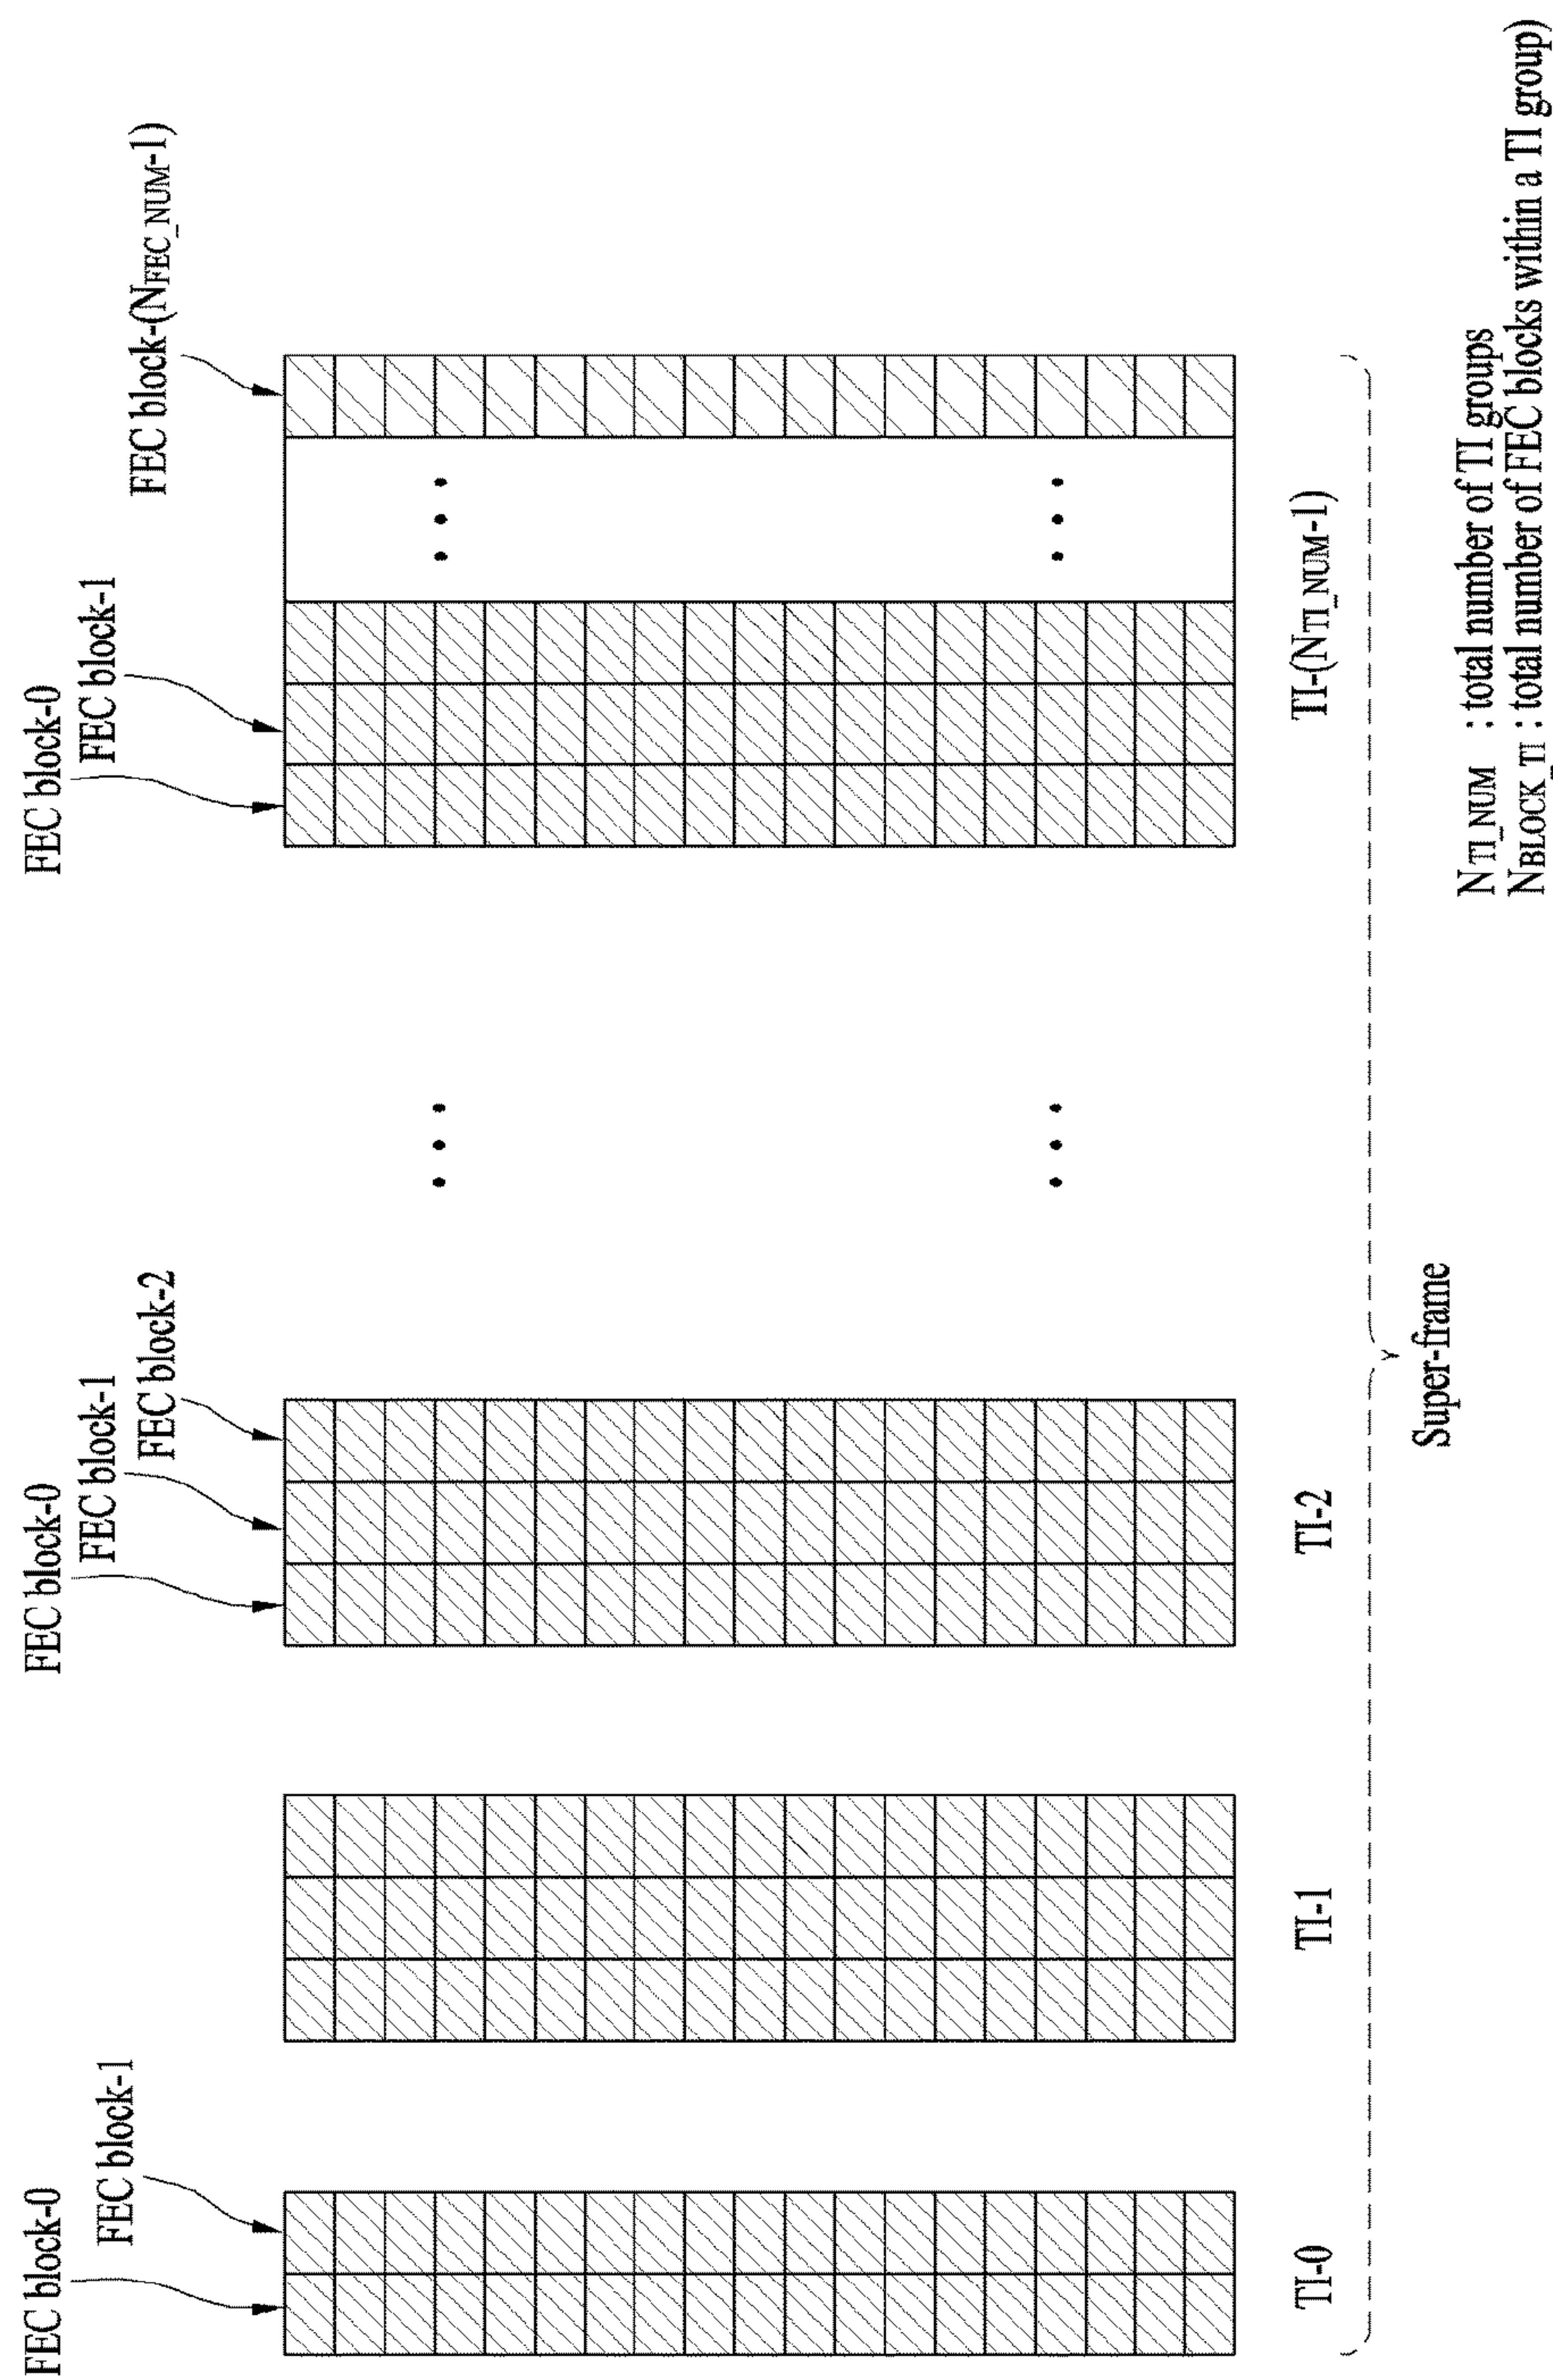 FEC block-0
FEC block-1
FEC block-0
FEC block-1
FEC block-2
FEC block-0
FEC block-1
FEC block-(NFEC_NUM-1)
TI-0
TI-1
TI-2
TI-(NTI_NUM-1)
Super-frame
NTI_NUM : total number of TI groups
NBLOCK_TI : total number of FEC blocks within a TI group)